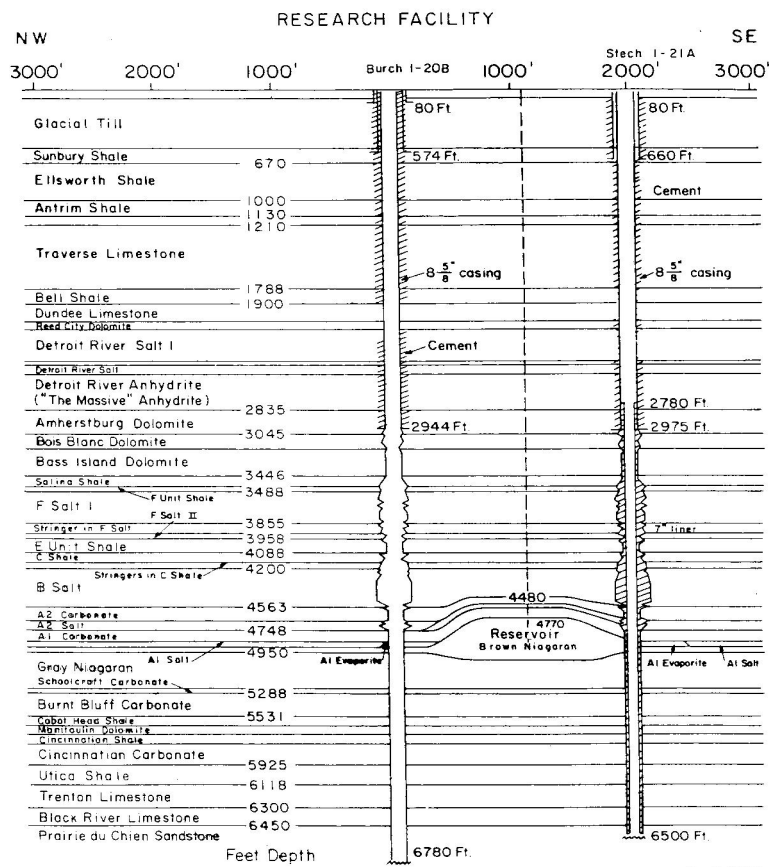 RESEARCH FACILITY
NW
SE
3000'
2000'
1000'
Burch 1-20B
1000'
Stech 1-21A
2000'
3000'
80 Ft.
80 Ft.
Glacial Till
Sunbury Shale
574 Ft.
660 Ft.
670
Ellsworth Shale
Cement
1000
Antrim Shale
1130
1210
Traverse Limestone
8 5/8" casing
8 5/8" casing
1788
Bell Shale
1900
Dundee Limestone
Reed City Dolomite
Detroit River Salt I
Cement
Detroit River Salt
Detroit River Anhydrite
("The Massive" Anhydrite)
2835
2780 Ft.
Amherstburg Dolomite
2944 Ft.
2975 Ft.
3045
Bois Blanc Dolomite
Bass Island Dolomite
3446
Salina Shale
3488
F Unit Shale
F Salt I
F Salt II
3855
Stringer in F Salt
7" liner
3958
E Unit Shale
4088
C Shale
4200
Stringers in C Shale
B Salt
4480
4563
A2 Carbonate
A2 Salt
4770
4748
A1 Carbonate
Reservoir
Brown Niagaran
4950
A1 Salt
A1 Evaporite
A1 Evaporite
A1 Salt
Gray Niagaran
Schoolcraft Carbonate
5288
Burnt Bluff Carbonate
5531
Cabot Head Shale
Manitoulin Dolomite
Cincinnatian Shale
Cincinnatian Carbonate
5925
Utica Shale
6118
Trenton Limestone
6300
Black River Limestone
6450
Prairie du Chien Sandstone
6500 Ft.
Feet Depth
6780 Ft.